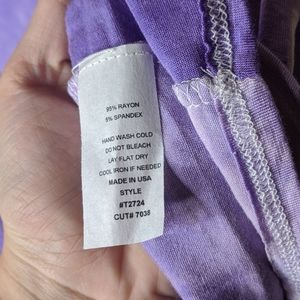 95% RAYON
5% SPANDEX
HAND WASH COLD
DO NOT BLEACH
LAY FLAT DRY
COOL IRON IF NEEDED
MADE IN USA
STYLE
#T2724
CUT# 7038